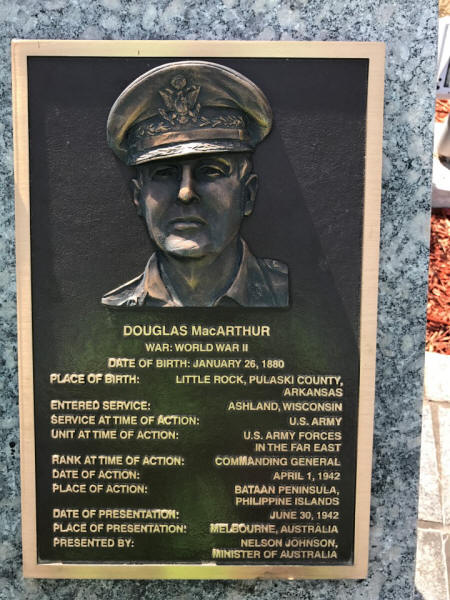 DOUGLAS MacARTHUR
WAR: WORLD WAR II
DATE OF BIRTH: JANUARY 26, 1880
PLACE OF BIRTH: LITTLE ROCK, PULASKI COUNTY,
ARKANSAS
ENTERED SERVICE: ASHLAND, WISCONSIN
SERVICE AT TIME OF ACTION: U.S. ARMY
UNIT AT TIME OF ACTION: U.S. ARMY FORCES
IN THE FAR EAST
RANK AT TIME OF ACTION: COMMANDING GENERAL
DATE OF ACTION: APRIL 1, 1942
PLACE OF ACTION: BATAAN PENINSULA,
PHILIPPINE ISLANDS
DATE OF PRESENTATION: JUNE 30, 1942
PLACE OF PRESENTATION: MELBOURNE, AUSTRALIA
PRESENTED BY: NELSON JOHNSON,
MINISTER OF AUSTRALIA